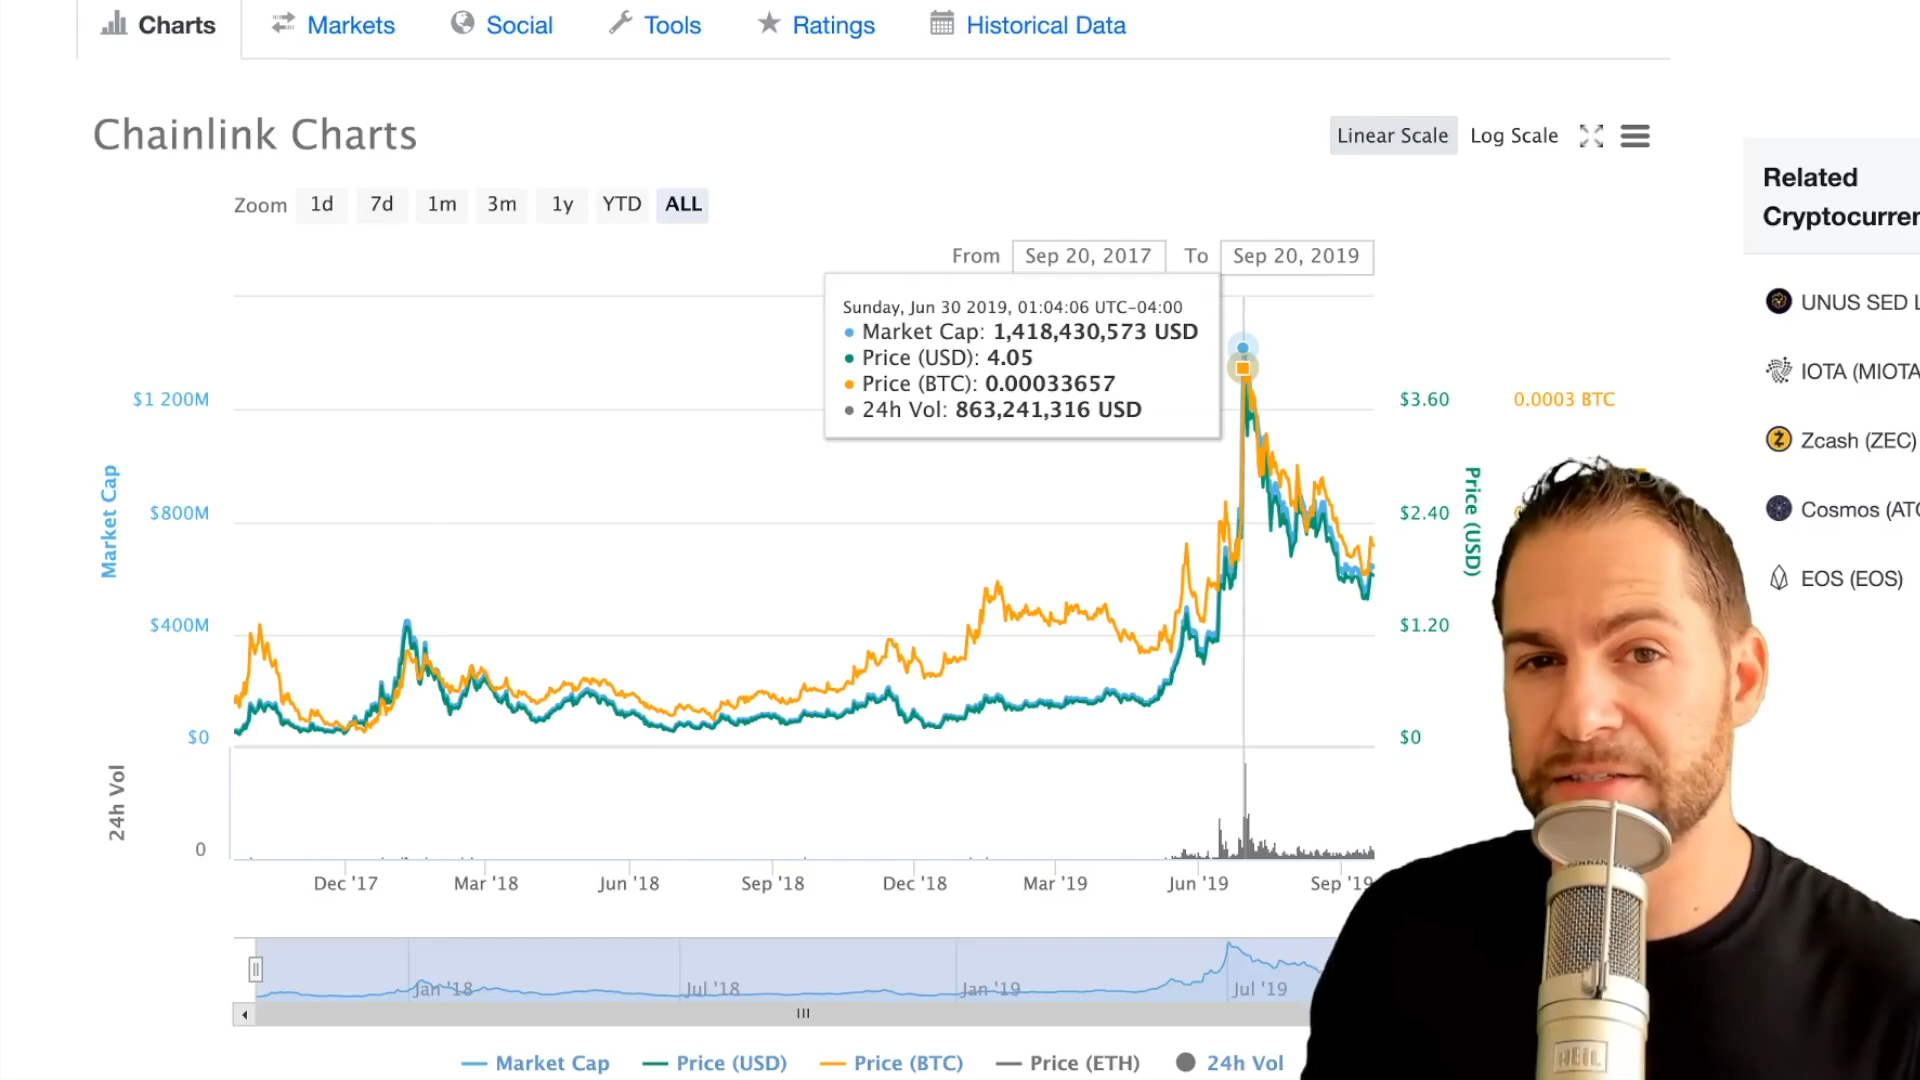 Charts Markets Social Tools Ratings Historical Data
Chainlink Charts
Linear Scale Log Scale
Zoom 1d 7d 1m 3m 1y YTD ALL
From Sep 20, 2017 To Sep 20, 2019
Sunday, Jun 30 2019, 01:04:06 UTC-04:00
Market Cap: 1,418,430,573 USD
Price (USD): 4.05
Price (BTC): 0.00033657
24h Vol: 863,241,316 USD
$1 200M
$800M
$400M
$0
Market Cap
$3.60
$2.40
$1.20
$0
Price (USD)
0.0003 BTC
24h Vol
0
Dec '17 Mar '18 Jun '18 Sep '18 Dec '18 Mar '19 Jun '19 Sep '19
Jan '18 Jul '18 Jan '19 Jul '19
Market Cap Price (USD) Price (BTC) Price (ETH) 24h Vol
Related
Cryptocurren
UNUS SED L
IOTA (MIOTA
Zcash (ZEC)
Cosmos (ATO
EOS (EOS)
HEIL